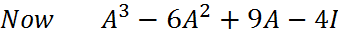 Now A³ − 6A² + 9A − 4I